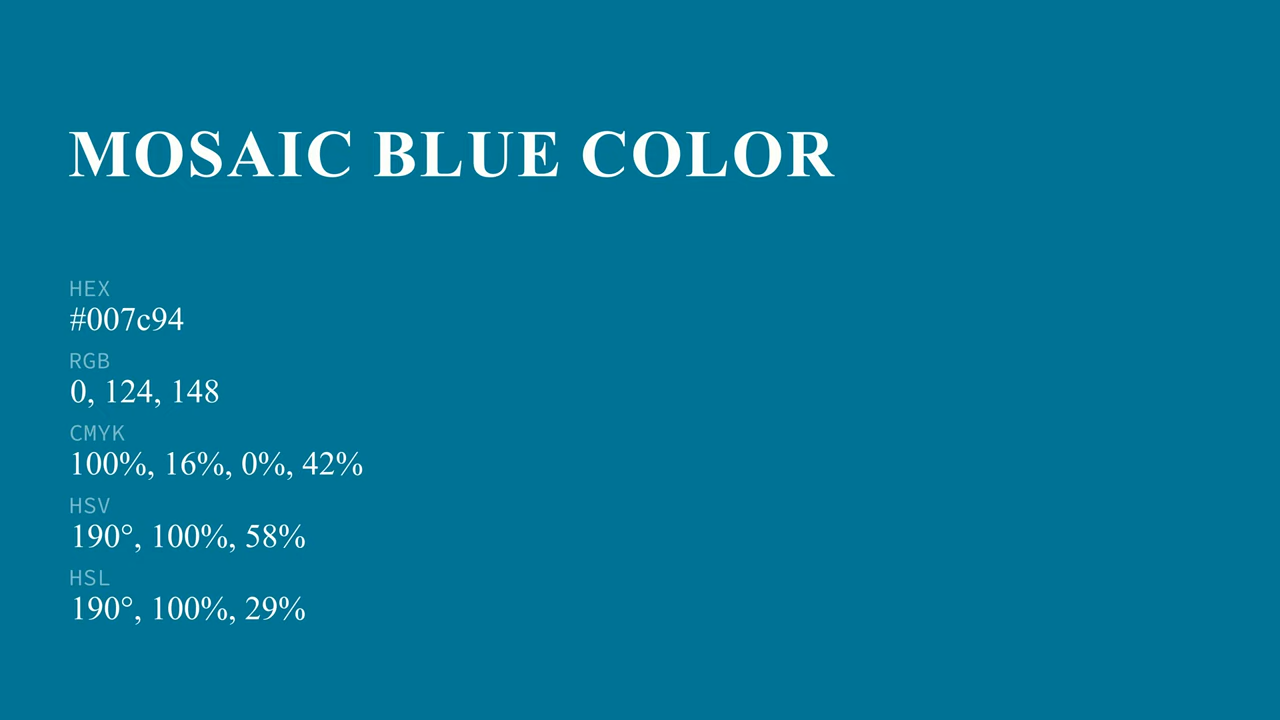 MOSAIC BLUE COLOR
HEX
#007c94
RGB
0, 124, 148
CMYK
100%, 16%, 0%, 42%
HSV
190°, 100%, 58%
HSL
190°, 100%, 29%